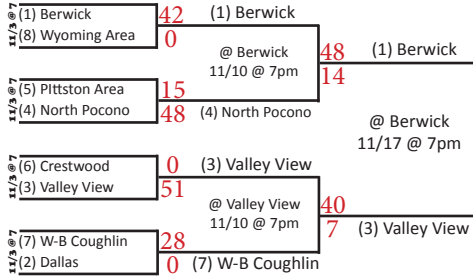 11/3 @ 7
(1) Berwick 42
(8) Wyoming Area 0
(1) Berwick
@ Berwick
11/10 @ 7pm
48
14
(1) Berwick
11/3 @ 7
(5) PIttston Area 15
(4) North Pocono 48
(4) North Pocono
@ Berwick
11/17 @ 7pm
11/3 @ 7
(6) Crestwood 0
(3) Valley View 51
(3) Valley View
@ Valley View
11/10 @ 7pm
40
7
(3) Valley View
11/3 @ 7
(7) W-B Coughlin 28
(2) Dallas 0
(7) W-B Coughlin